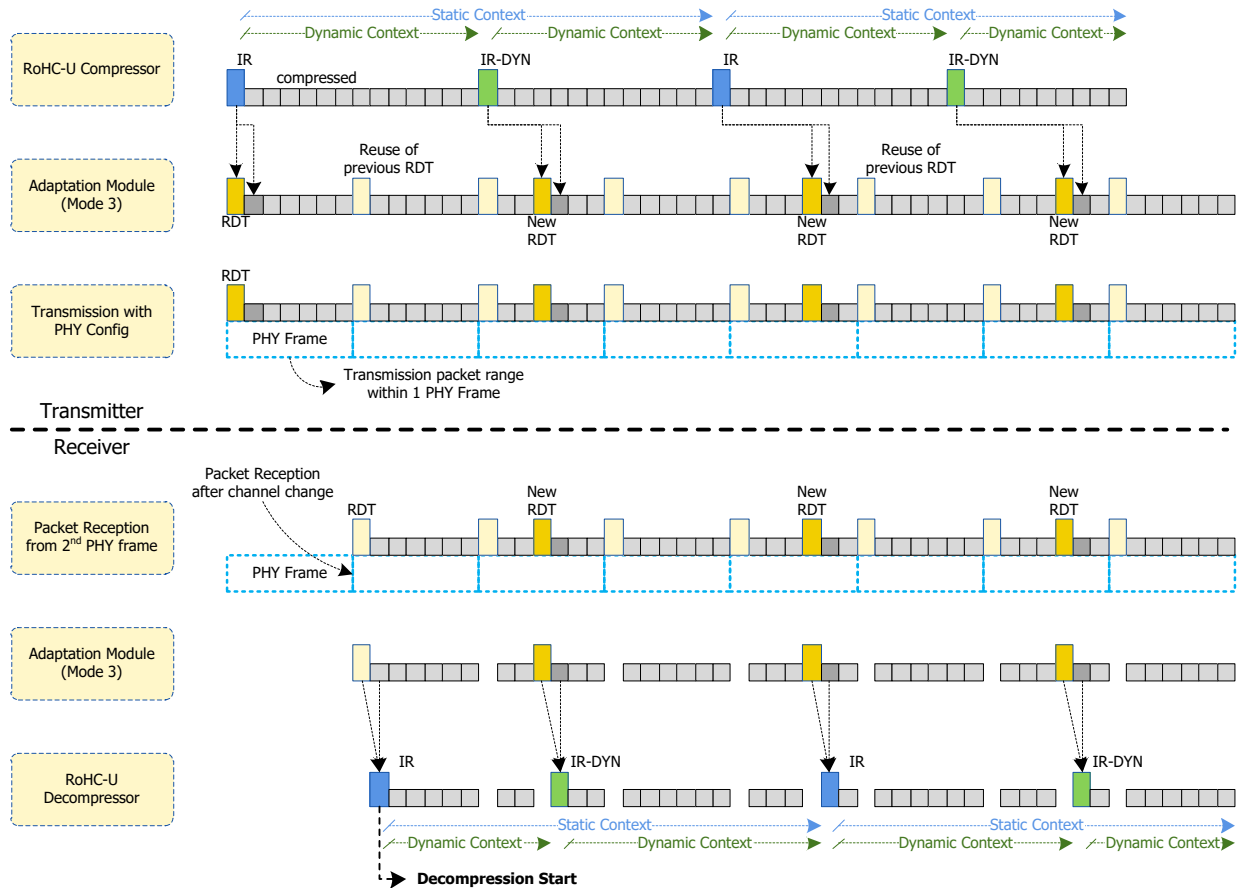 Static Context
Static Context
Dynamic Context
Dynamic Context
Dynamic Context
Dynamic Context
RoHC-U Compressor
IR
IR-DYN
IR
IR-DYN
compressed
Adaptation Module
(Mode 3)
Reuse of
previous RDT
Reuse of
previous RDT
RDT
New
RDT
New
RDT
New
RDT
Transmission with
PHY Config
RDT
PHY Frame
Transmission packet range
within 1 PHY Frame
Transmitter
Receiver
Packet Reception
after channel change
Packet Reception
from 2nd PHY frame
RDT
New
RDT
New
RDT
New
RDT
PHY Frame
Adaptation Module
(Mode 3)
RoHC-U
Decompressor
IR
IR-DYN
IR
IR-DYN
Static Context
Static Context
Dynamic Context
Dynamic Context
Dynamic Context
Dynamic Context
Decompression Start